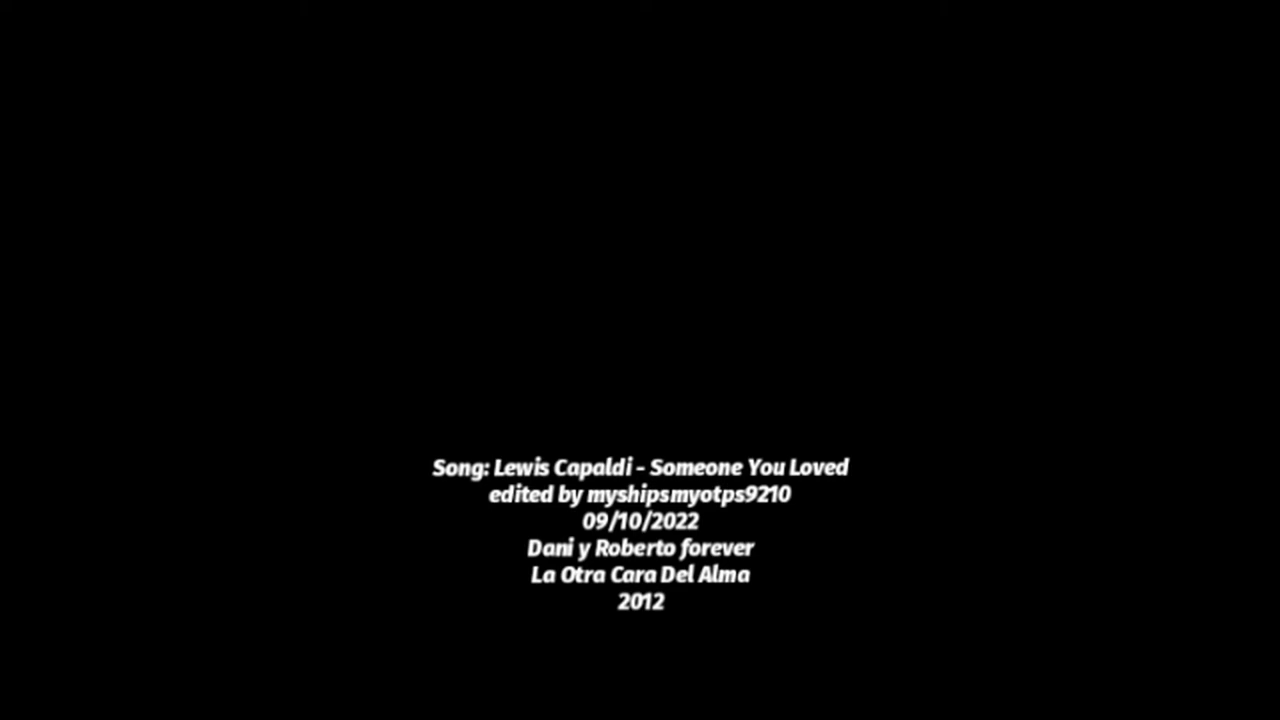 Song: Lewis Capaldi - Someone You Loved
edited by myshipsmyotps9210
09/10/2022
Dani y Roberto forever
La Otra Cara Del Alma
2012